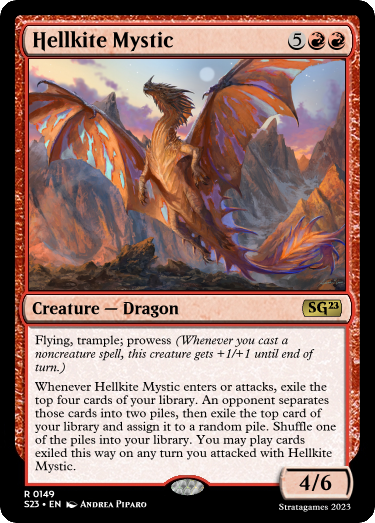 Hellkite Mystic 5
Creature — Dragon SG23
Flying, trample; prowess (Whenever you cast a
noncreature spell, this creature gets +1/+1 until end of
turn.)
Whenever Hellkite Mystic enters or attacks, exile the
top four cards of your library. An opponent separates
those cards into two piles, then exile the top card of
your library and assign it to a random pile. Shuffle one
of the piles into your library. You may play cards
exiled this way on any turn you attacked with Hellkite
Mystic.
4/6
R 0149
S23 • EN Andrea Piparo
Stratagames 2023